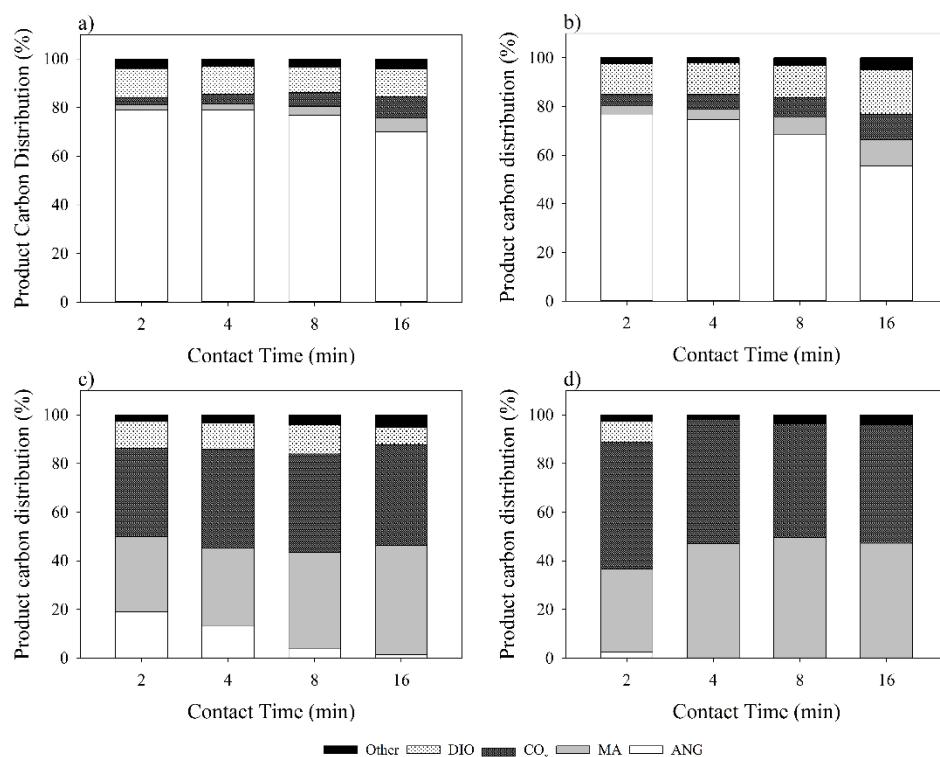 a)
Product Carbon Distribution (%)
100
80
60
40
20
0
2 4 8 16
Contact Time (min)
b)
Product carbon distribution (%)
100
80
60
40
20
0
2 4 8 16
Contact Time (min)
c)
Product carbon distribution (%)
100
80
60
40
20
0
2 4 8 16
Contact Time (min)
d)
Product carbon distribution (%)
100
80
60
40
20
0
2 4 8 16
Contact Time (min)
Other DIO COx MA ANG